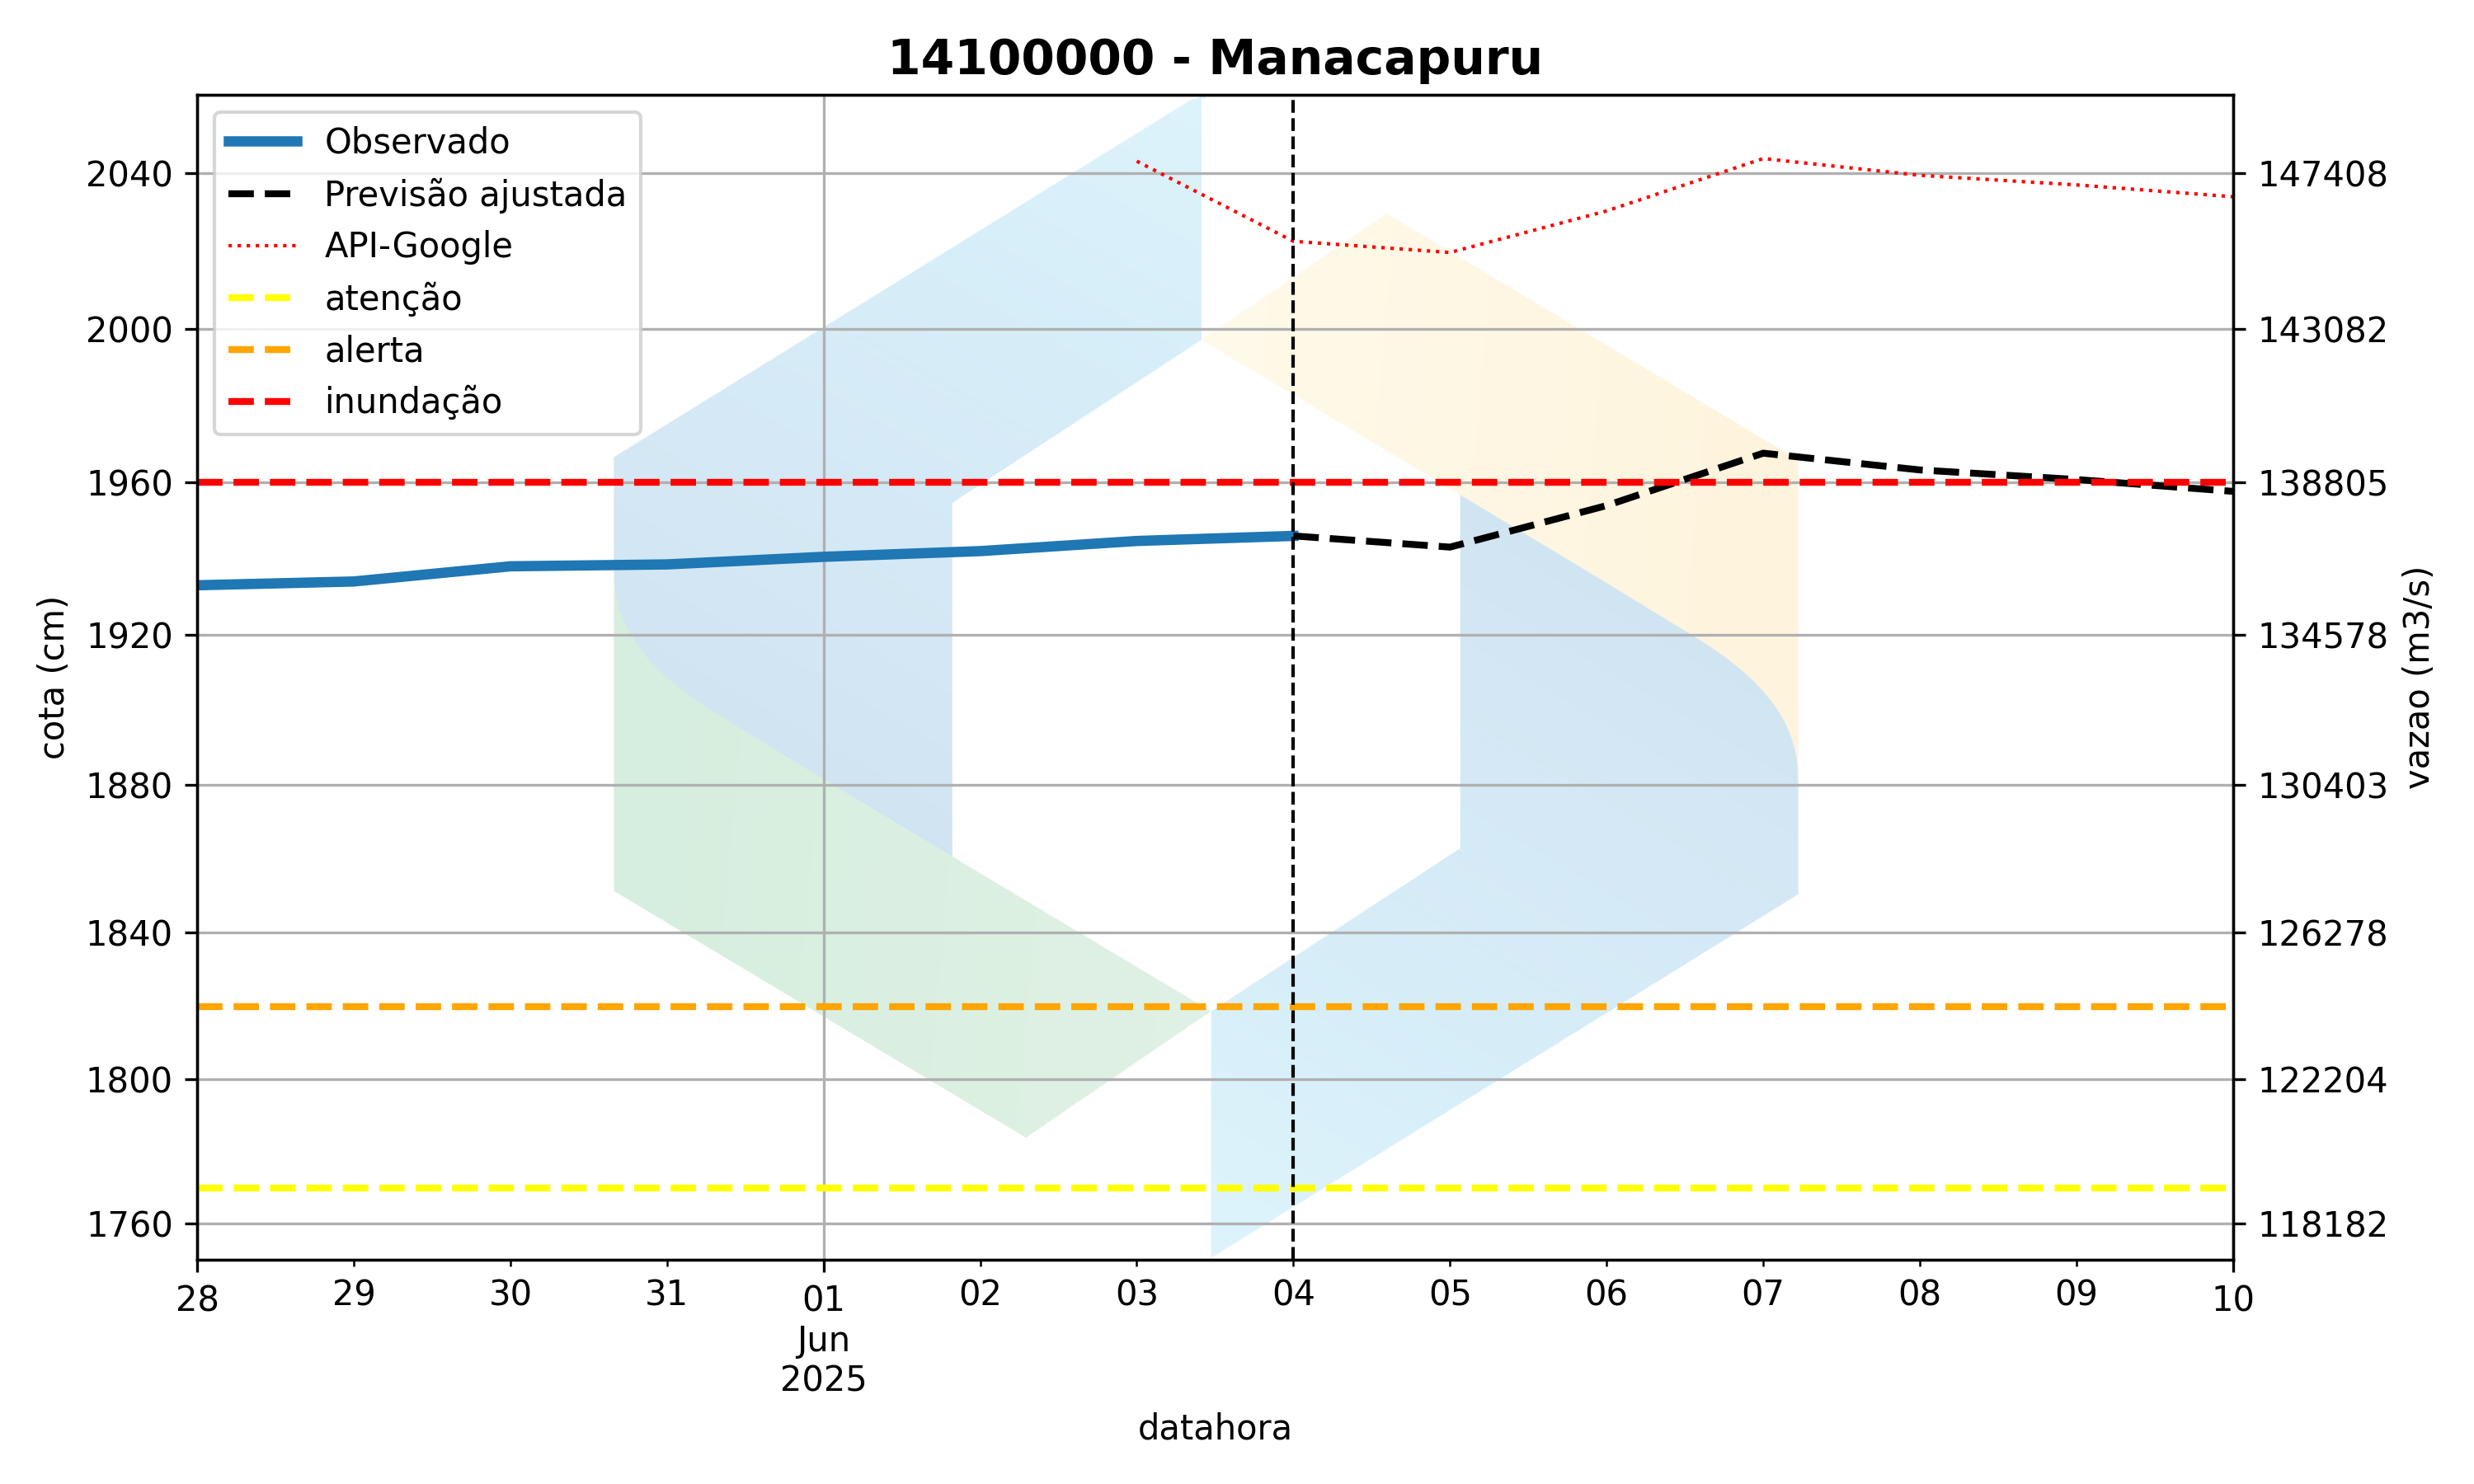 14100000 - Manacapuru
Observado
Previsão ajustada
API-Google
atenção
alerta
inundação
2040
2000
1960
1920
1880
1840
1800
1760
cota (cm)
147408
143082
138805
134578
130403
126278
122204
118182
vazao (m3/s)
28 29 30 31 01 02 03 04 05 06 07 08 09 10
Jun
2025
datahora